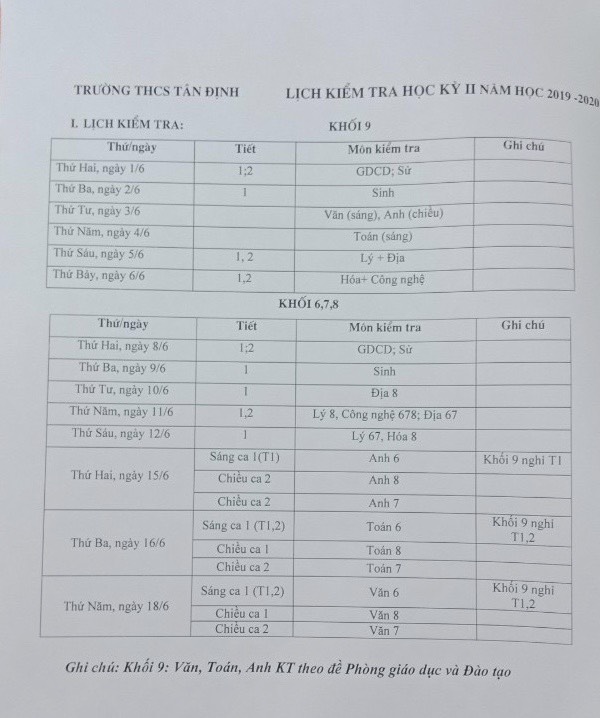 TRƯỜNG THCS TÂN ĐỊNH LỊCH KIỂM TRA HỌC KỲ II NĂM HỌC 2019 -2020
I. LỊCH KIỂM TRA: KHỐI 9
Thứ/ngày Tiết Môn kiểm tra Ghi chú
Thứ Hai, ngày 1/6 1;2 GDCD; Sử
Thứ Ba, ngày 2/6 1 Sinh
Thứ Tư, ngày 3/6 Văn (sáng), Anh (chiều)
Thứ Năm, ngày 4/6 Toán (sáng)
Thứ Sáu, ngày 5/6 1, 2 Lý + Địa
Thứ Bảy, ngày 6/6 1,2 Hóa+ Công nghệ
KHỐI 6,7,8
Thứ/ngày Tiết Môn kiểm tra Ghi chú
Thứ Hai, ngày 8/6 1;2 GDCD; Sử
Thứ Ba, ngày 9/6 1 Sinh
Thứ Tư, ngày 10/6 1 Địa 8
Thứ Năm, ngày 11/6 1,2 Lý 8, Công nghệ 678; Địa 67
Thứ Sáu, ngày 12/6 1 Lý 67, Hóa 8
Thứ Hai, ngày 15/6 Sáng ca 1(T1) Anh 6 Khối 9 nghỉ T1
Chiều ca 2 Anh 8
Chiều ca 2 Anh 7
Thứ Ba, ngày 16/6 Sáng ca 1 (T1,2) Toán 6 Khối 9 nghỉ
T1,2
Chiều ca 1 Toán 8
Chiều ca 2 Toán 7
Thứ Năm, ngày 18/6 Sáng ca 1 (T1,2) Văn 6 Khối 9 nghỉ
T1,2
Chiều ca 1 Văn 8
Chiều ca 2 Văn 7
Ghi chú: Khối 9: Văn, Toán, Anh KT theo đề Phòng giáo dục và Đào tạo